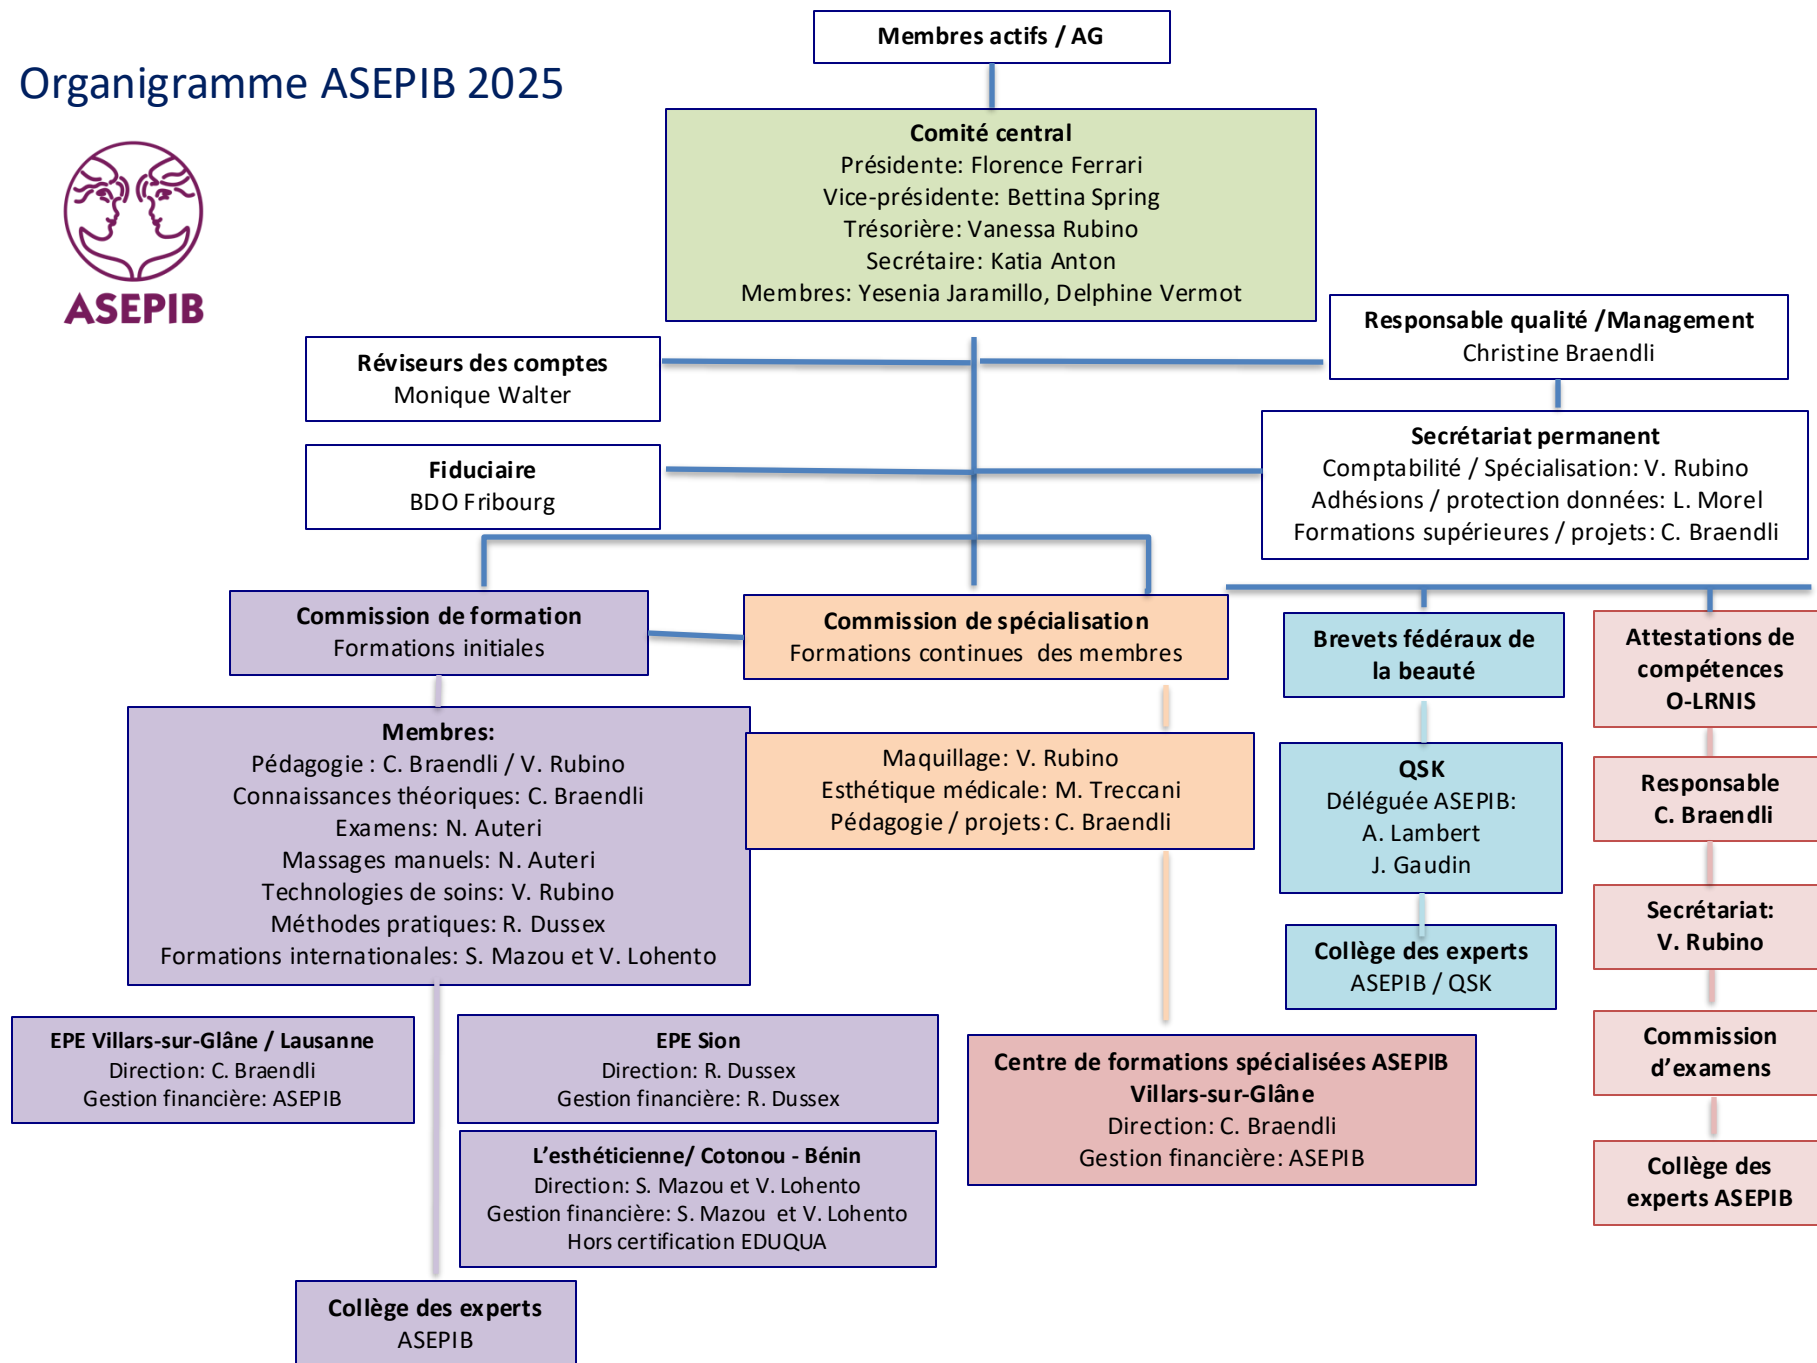 Organigramme ASEPIB 2025
ASEPIB
Membres actifs / AG
Comité central
Présidente: Florence Ferrari
Vice-présidente: Bettina Spring
Trésorière: Vanessa Rubino
Secrétaire: Katia Anton
Membres: Yesenia Jaramillo, Delphine Vermot
Responsable qualité /Management
Christine Braendli
Réviseurs des comptes
Monique Walter
Secrétariat permanent
Comptabilité / Spécialisation: V. Rubino
Adhésions / protection données: L. Morel
Formations supérieures / projets: C. Braendli
Fiduciaire
BDO Fribourg
Commission de formation
Formations initiales
Commission de spécialisation
Formations continues  des membres
Brevets fédéraux de
la beauté
Attestations de
compétences
O-LRNIS
Membres:
Pédagogie : C. Braendli / V. Rubino
Connaissances théoriques: C. Braendli
Examens: N. Auteri
Massages manuels: N. Auteri
Technologies de soins: V. Rubino
Méthodes pratiques: R. Dussex
Formations internationales: S. Mazou et V. Lohento
Maquillage: V. Rubino
Esthétique médicale: M. Treccani
Pédagogie / projets: C. Braendli
QSK
Déléguée ASEPIB:
A. Lambert
J. Gaudin
Responsable
C. Braendli
Secrétariat:
V. Rubino
Collège des experts
ASEPIB / QSK
Commission
d’examens
Collège des
experts ASEPIB
EPE Villars-sur-Glâne / Lausanne
Direction: C. Braendli
Gestion financière: ASEPIB
EPE Sion
Direction: R. Dussex
Gestion financière: R. Dussex
L’esthéticienne/ Cotonou - Bénin
Direction: S. Mazou et V. Lohento
Gestion financière: S. Mazou  et V. Lohento
Hors certification EDUQUA
Centre de formations spécialisées ASEPIB
Villars-sur-Glâne
Direction: C. Braendli
Gestion financière: ASEPIB
Collège des experts
ASEPIB